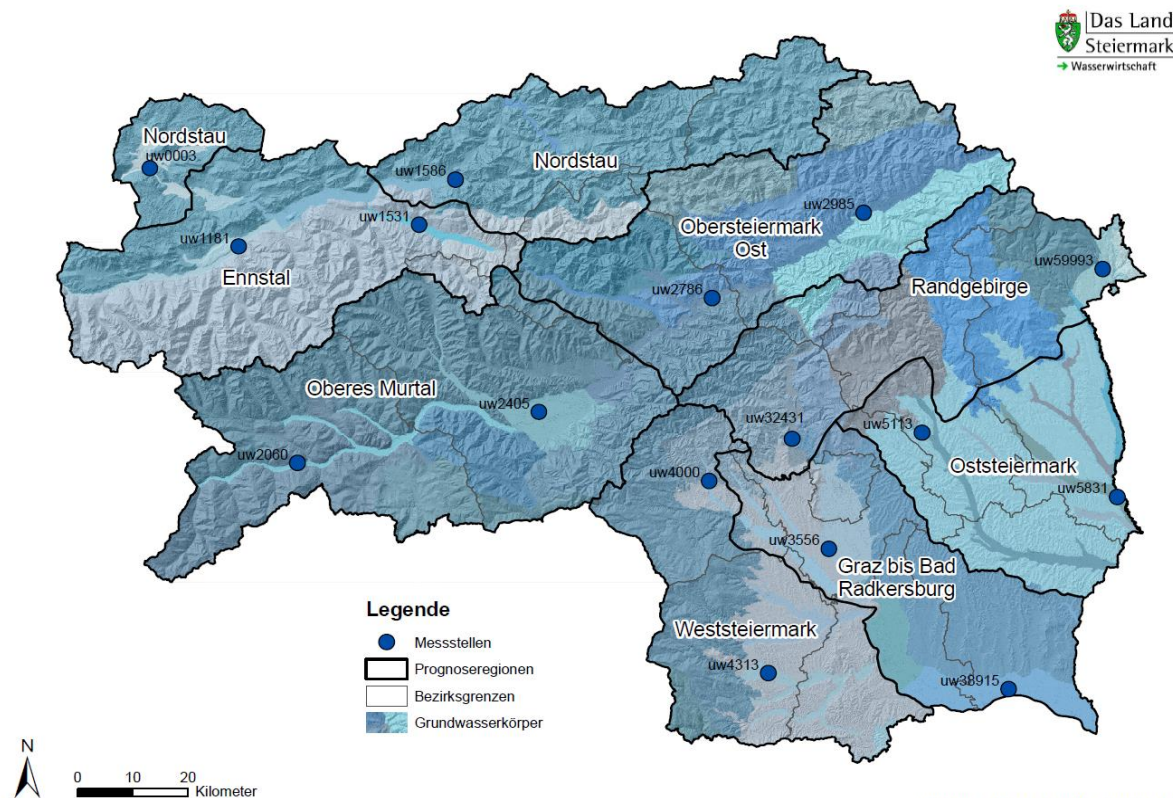 Das Land
Steiermark
→ Wasserwirtschaft
Nordstau
uw0003
uw1586
Nordstau
uw1531
uw2985
uw1181
Obersteiermark
Ost
Ennstal
uw59993
uw2786
Randgebirge
Oberes Murtal
uw2405
uw32431
uw5113
uw2060
uw4000
Oststeiermark
uw5831
uw3556
Graz bis Bad
Radkersburg
Weststeiermark
uw4313
uw38915
Legende
Messstellen
Prognoseregionen
Bezirksgrenzen
Grundwasserkörper
N
0 10 20
Kilometer